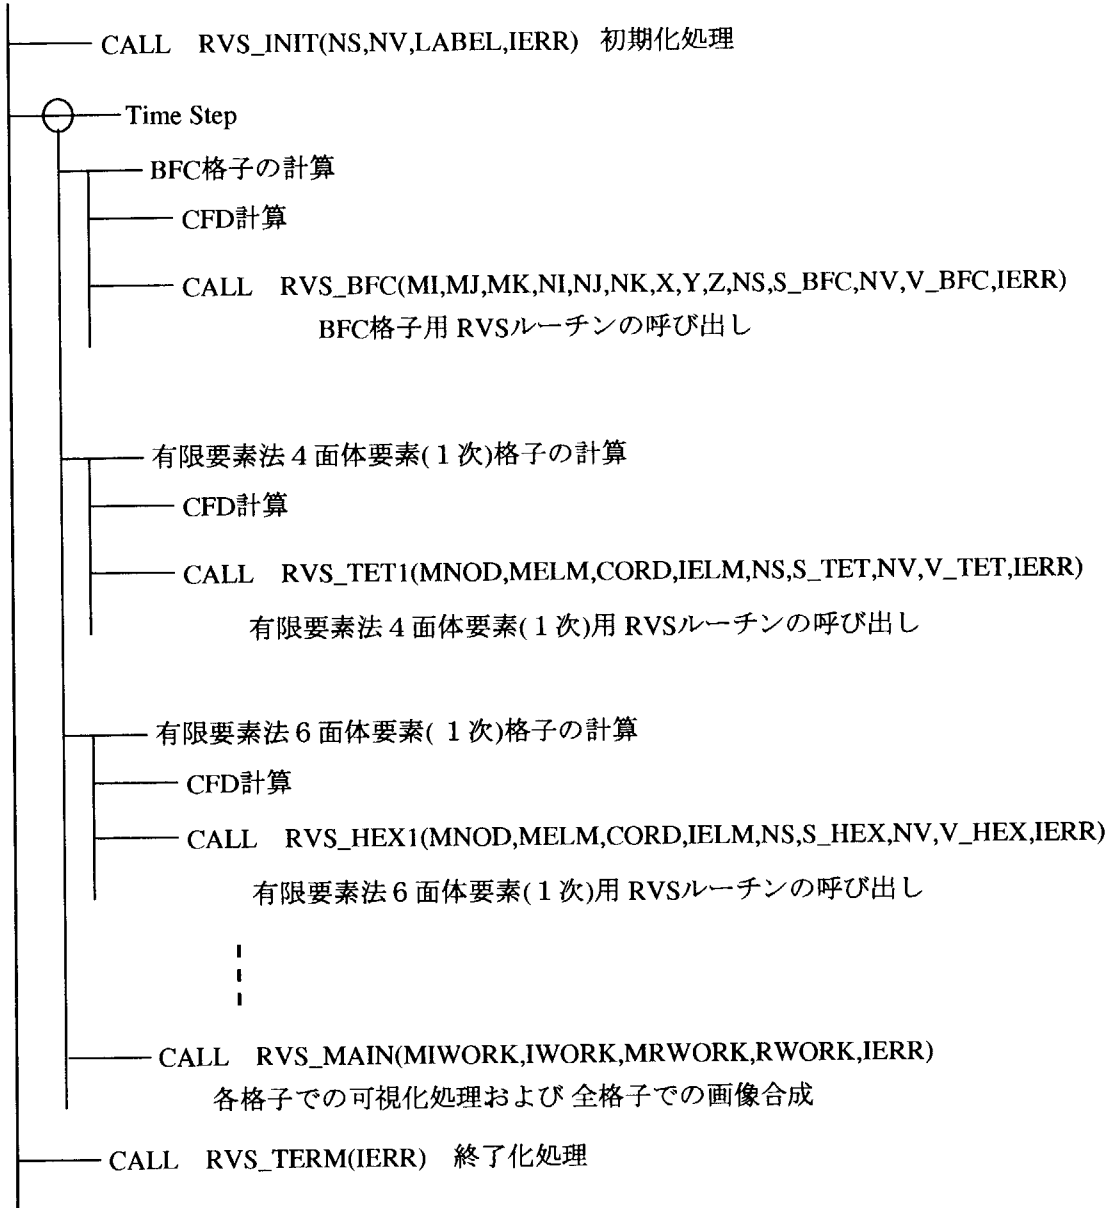 CALL RVS_INIT(NS,NV,LABEL,IERR) 初期化処理
Time Step
BFC格子の計算
CFD計算
CALL RVS_BFC(MI,MJ,MK,NI,NJ,NK,X,Y,Z,NS,S_BFC,NV,V_BFC,IERR)
BFC格子用 RVSルーチンの呼び出し
有限要素法4面体要素(1次)格子の計算
CFD計算
CALL RVS_TET1(MNOD,MELM,CORD,IELM,NS,S_TET,NV,V_TET,IERR)
有限要素法4面体要素(1次)用 RVSルーチンの呼び出し
有限要素法6面体要素(1次)格子の計算
CFD計算
CALL RVS_HEX1(MNOD,MELM,CORD,IELM,NS,S_HEX,NV,V_HEX,IERR)
有限要素法6面体要素(1次)用 RVSルーチンの呼び出し
CALL RVS_MAIN(MIWORK,IWORK,MRWORK,RWORK,IERR)
各格子での可視化処理および 全格子での画像合成
CALL RVS_TERM(IERR) 終了化処理